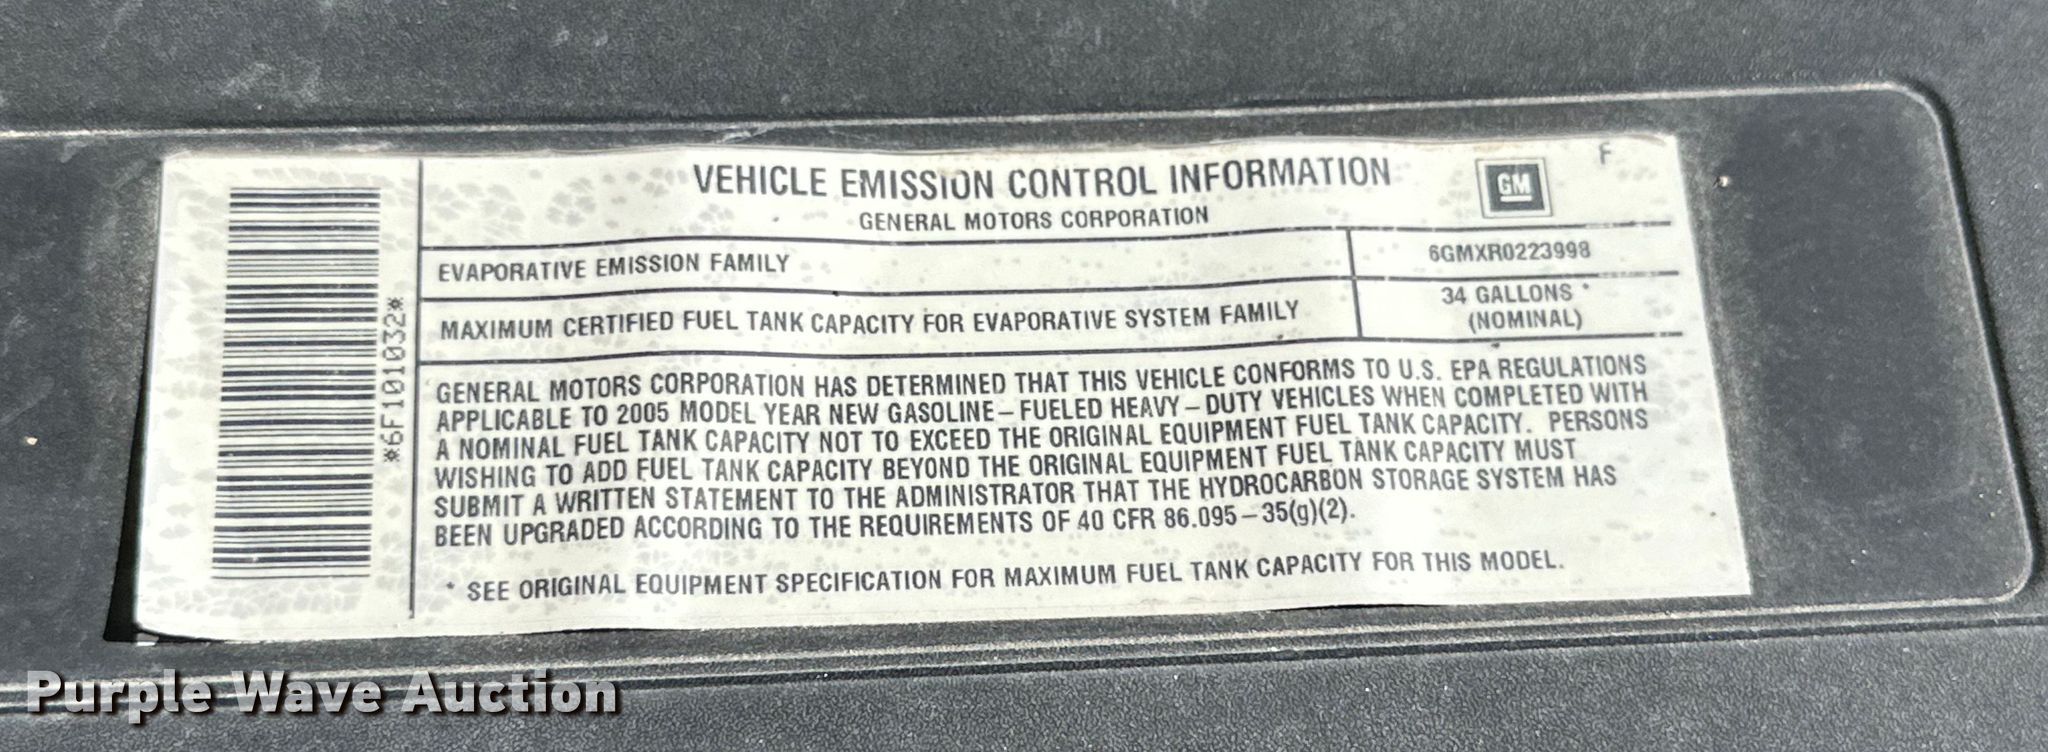 VEHICLE EMISSION CONTROL INFORMATION
GM
F
GENERAL MOTORS CORPORATION
EVAPORATIVE EMISSION FAMILY 6GMXR0223998
MAXIMUM CERTIFIED FUEL TANK CAPACITY FOR EVAPORATIVE SYSTEM FAMILY
34 GALLONS *
(NOMINAL)
GENERAL MOTORS CORPORATION HAS DETERMINED THAT THIS VEHICLE CONFORMS TO U.S. EPA REGULATIONS
APPLICABLE TO 2005 MODEL YEAR NEW GASOLINE–FUELED HEAVY–DUTY VEHICLES WHEN COMPLETED WITH
A NOMINAL FUEL TANK CAPACITY NOT TO EXCEED THE ORIGINAL EQUIPMENT FUEL TANK CAPACITY. PERSONS
WISHING TO ADD FUEL TANK CAPACITY BEYOND THE ORIGINAL EQUIPMENT FUEL TANK CAPACITY MUST
SUBMIT A WRITTEN STATEMENT TO THE ADMINISTRATOR THAT THE HYDROCARBON STORAGE SYSTEM HAS
BEEN UPGRADED ACCORDING TO THE REQUIREMENTS OF 40 CFR 86.095–35(g)(2).
* SEE ORIGINAL EQUIPMENT SPECIFICATION FOR MAXIMUM FUEL TANK CAPACITY FOR THIS MODEL.
*6F101032*
Purple Wave Auction